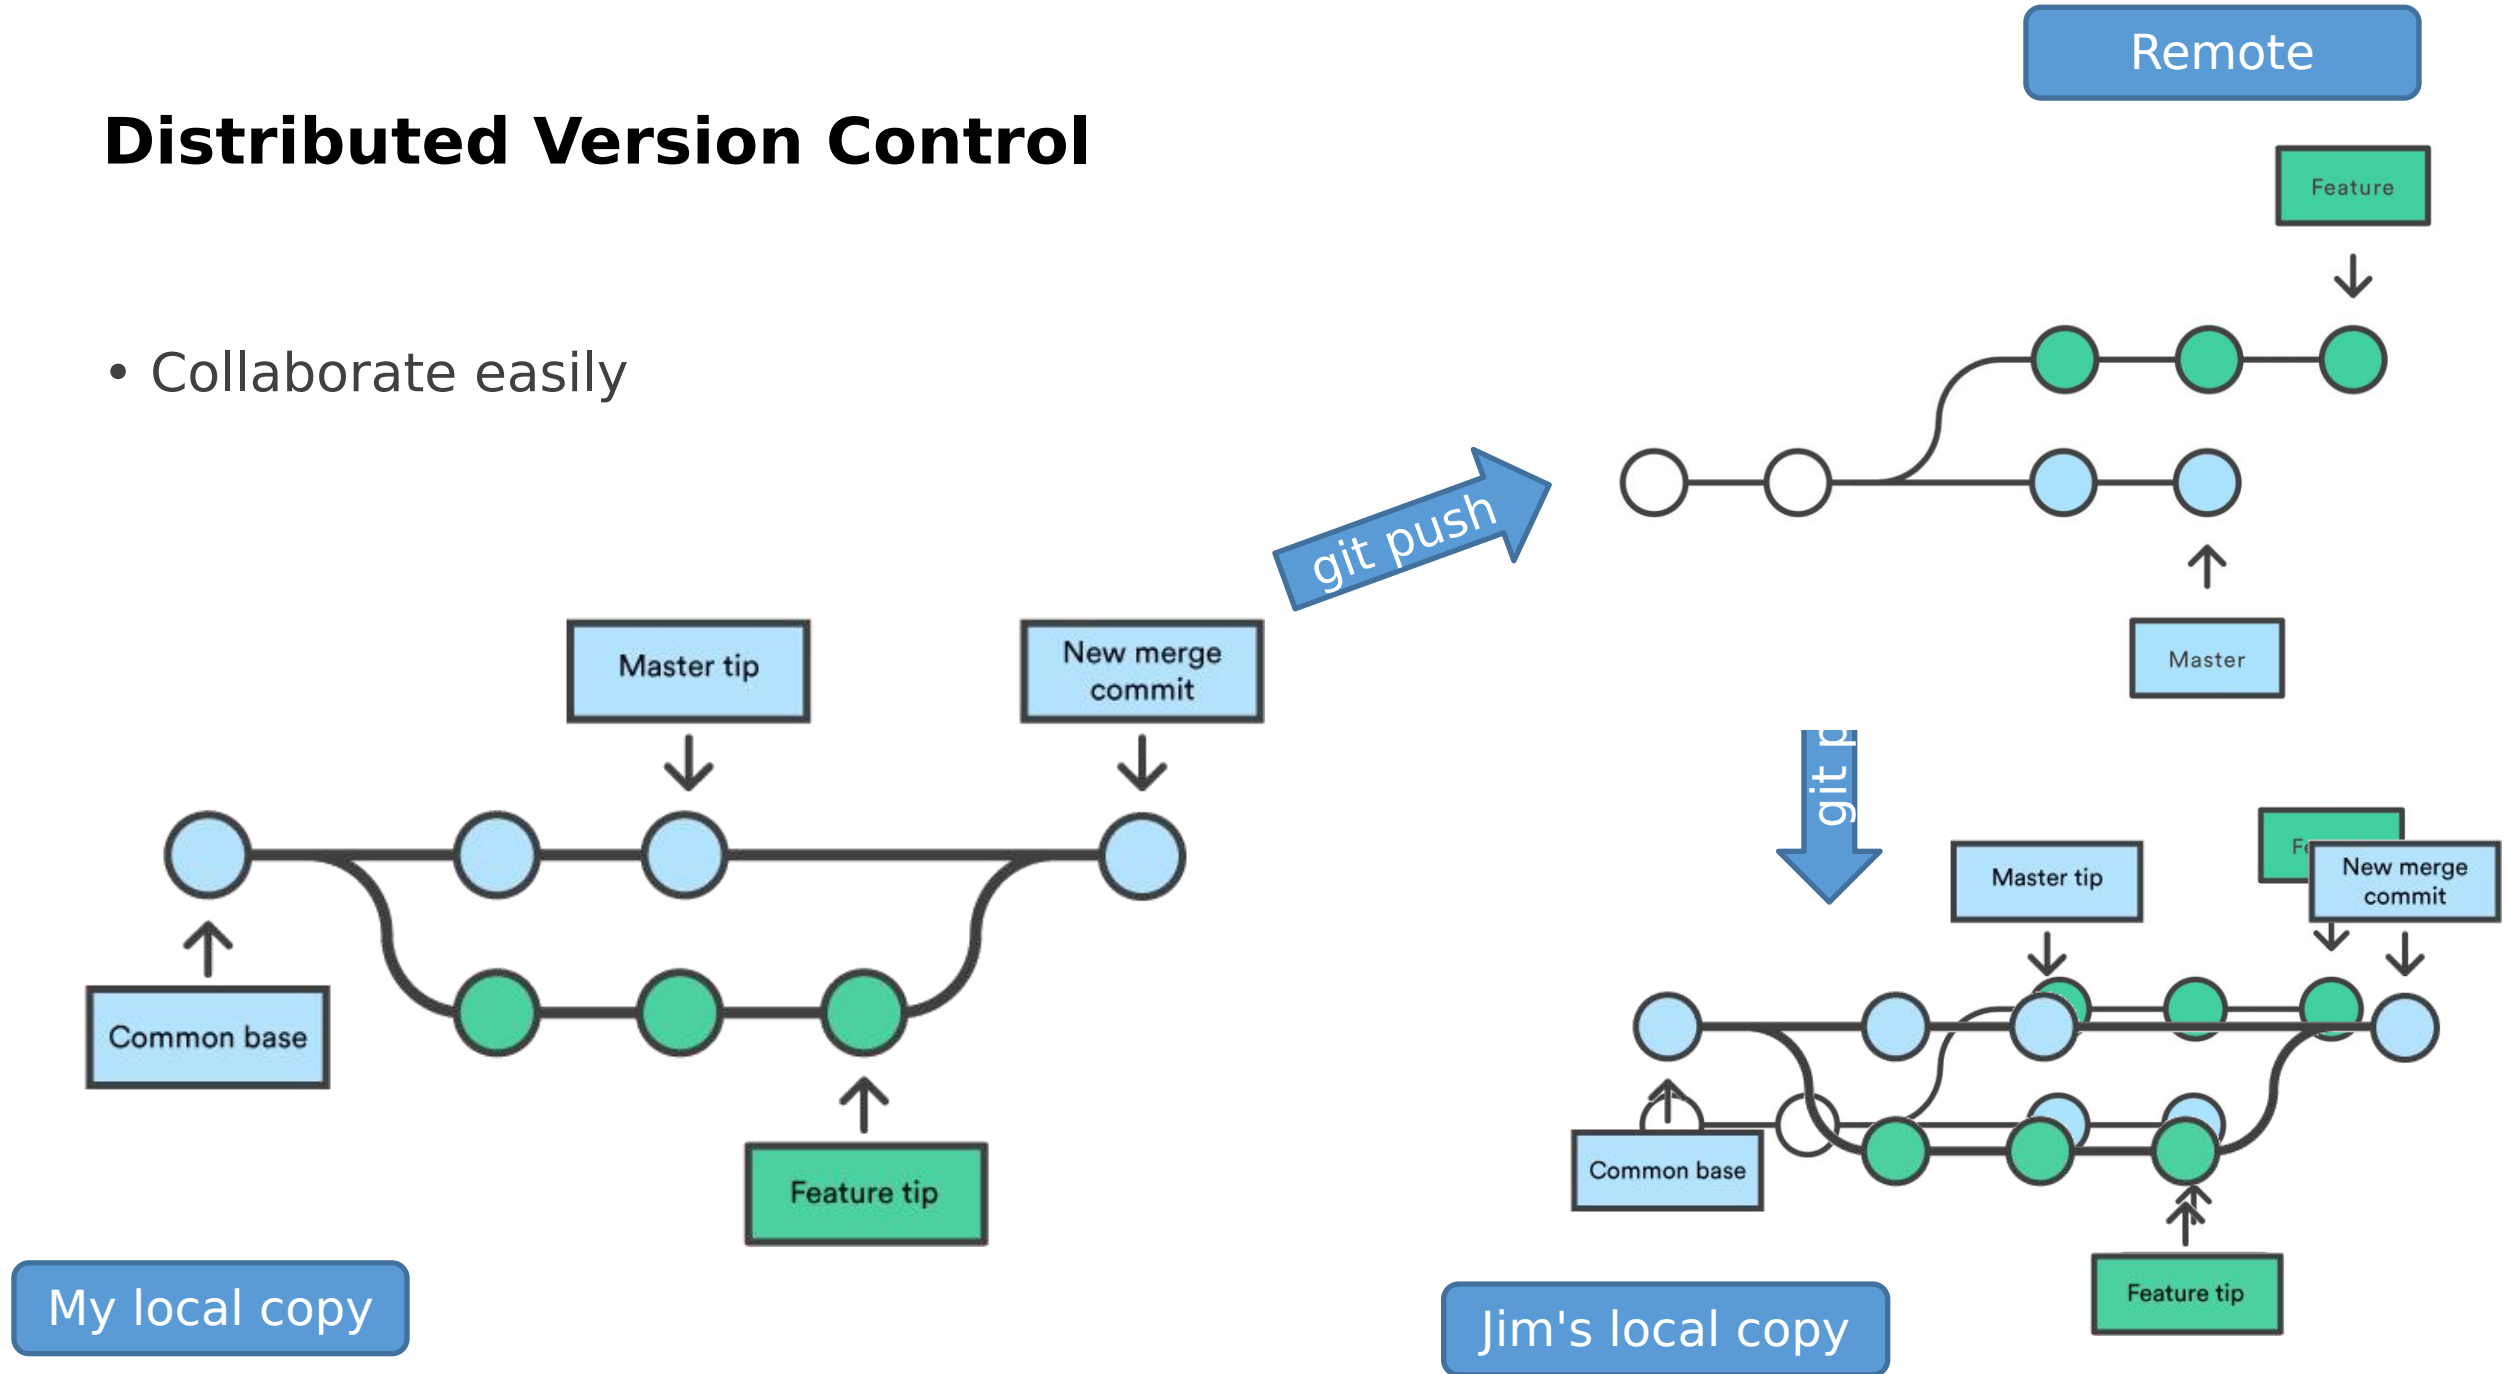 Remote
Distributed Version Control
Feature
• Collaborate easily
git push
Master tip
New merge
commit
Master
git p
Common base
Feature tip
Master tip
New merge
commit
Common base
Feature tip
My local copy
Jim's local copy